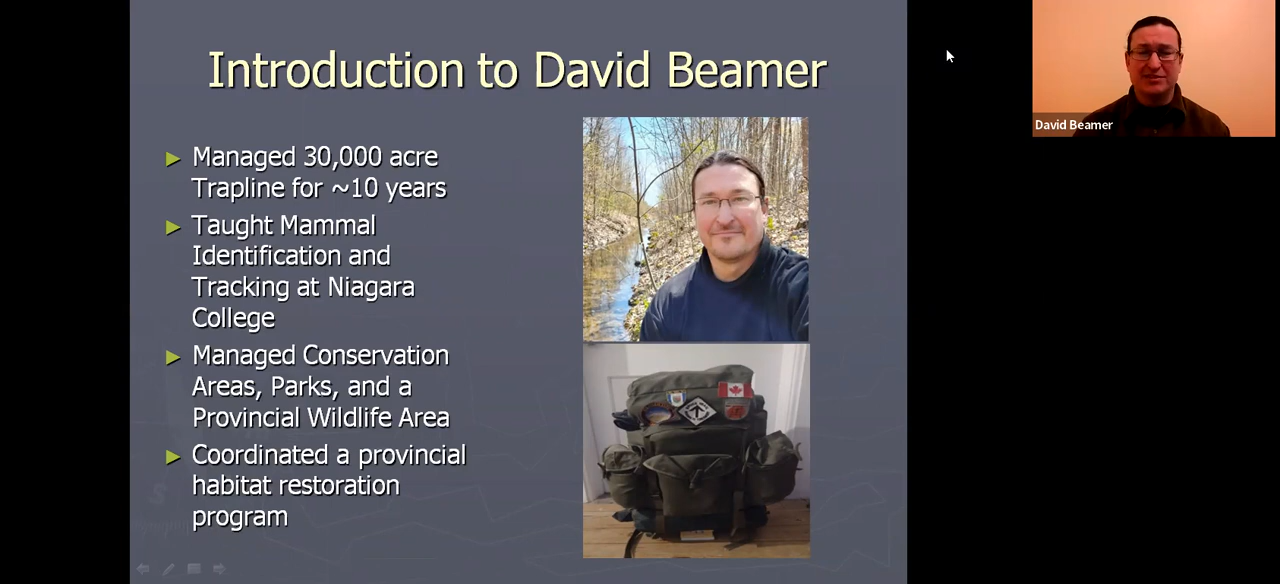 Introduction to David Beamer
► Managed 30,000 acre
Trapline for ~10 years
► Taught Mammal
Identification and
Tracking at Niagara
College
► Managed Conservation
Areas, Parks, and a
Provincial Wildlife Area
► Coordinated a provincial
habitat restoration
program
David Beamer